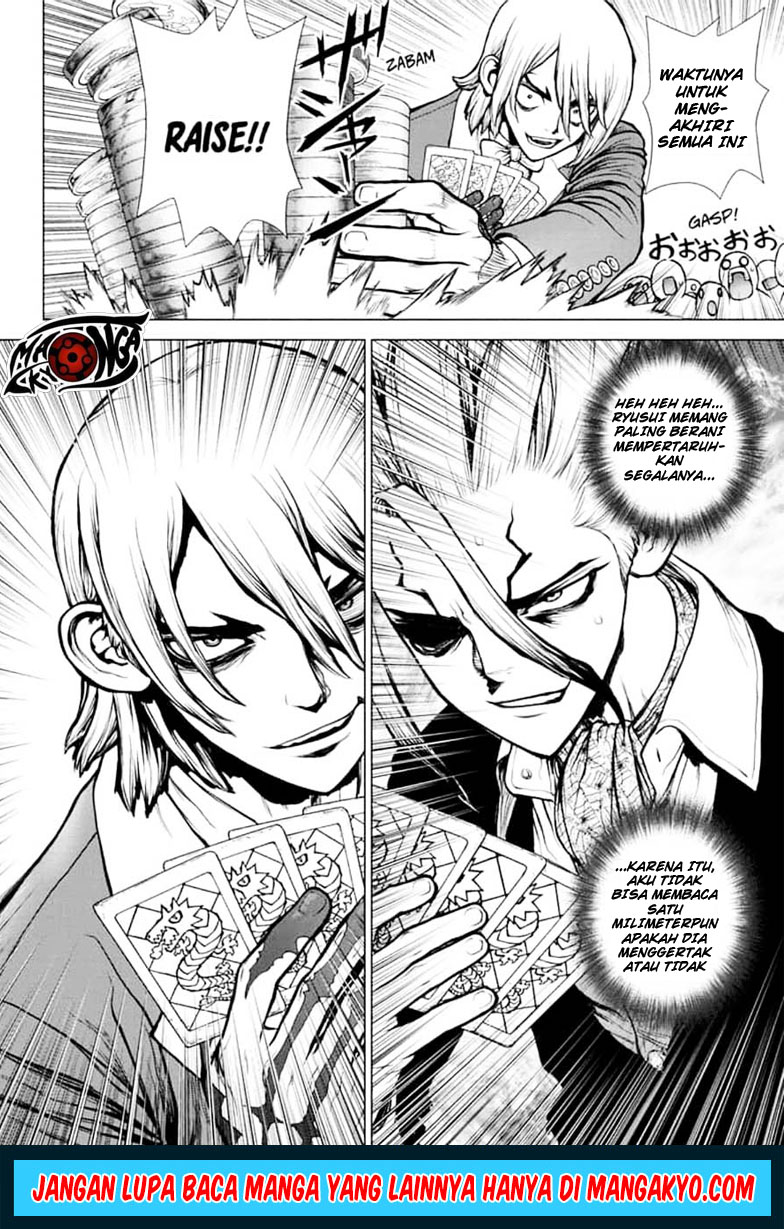 WAKTUNYA
UNTUK
MENG-
AKHIRI
SEMUA INI
ZABAM
RAISE!!
GASP!
おおおおお
MANGA
KYO
HEH HEH HEH...
RYUSUI MEMANG
PALING BERANI
MEMPERTARUH-
KAN
SEGALANYA...
...KARENA ITU,
AKU TIDAK
BISA MEMBACA
SATU
MILIMETERPUN
APAKAH DIA
MENGGERTAK
ATAU TIDAK
JANGAN LUPA BACA MANGA YANG LAINNYA HANYA DI MANGAKYO.COM